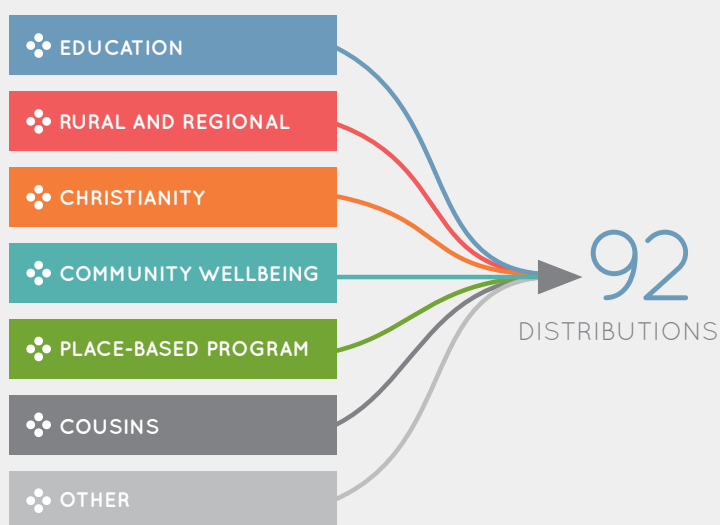 EDUCATION
RURAL AND REGIONAL
CHRISTIANITY
COMMUNITY WELLBEING
PLACE-BASED PROGRAM
COUSINS
OTHER
92
DISTRIBUTIONS